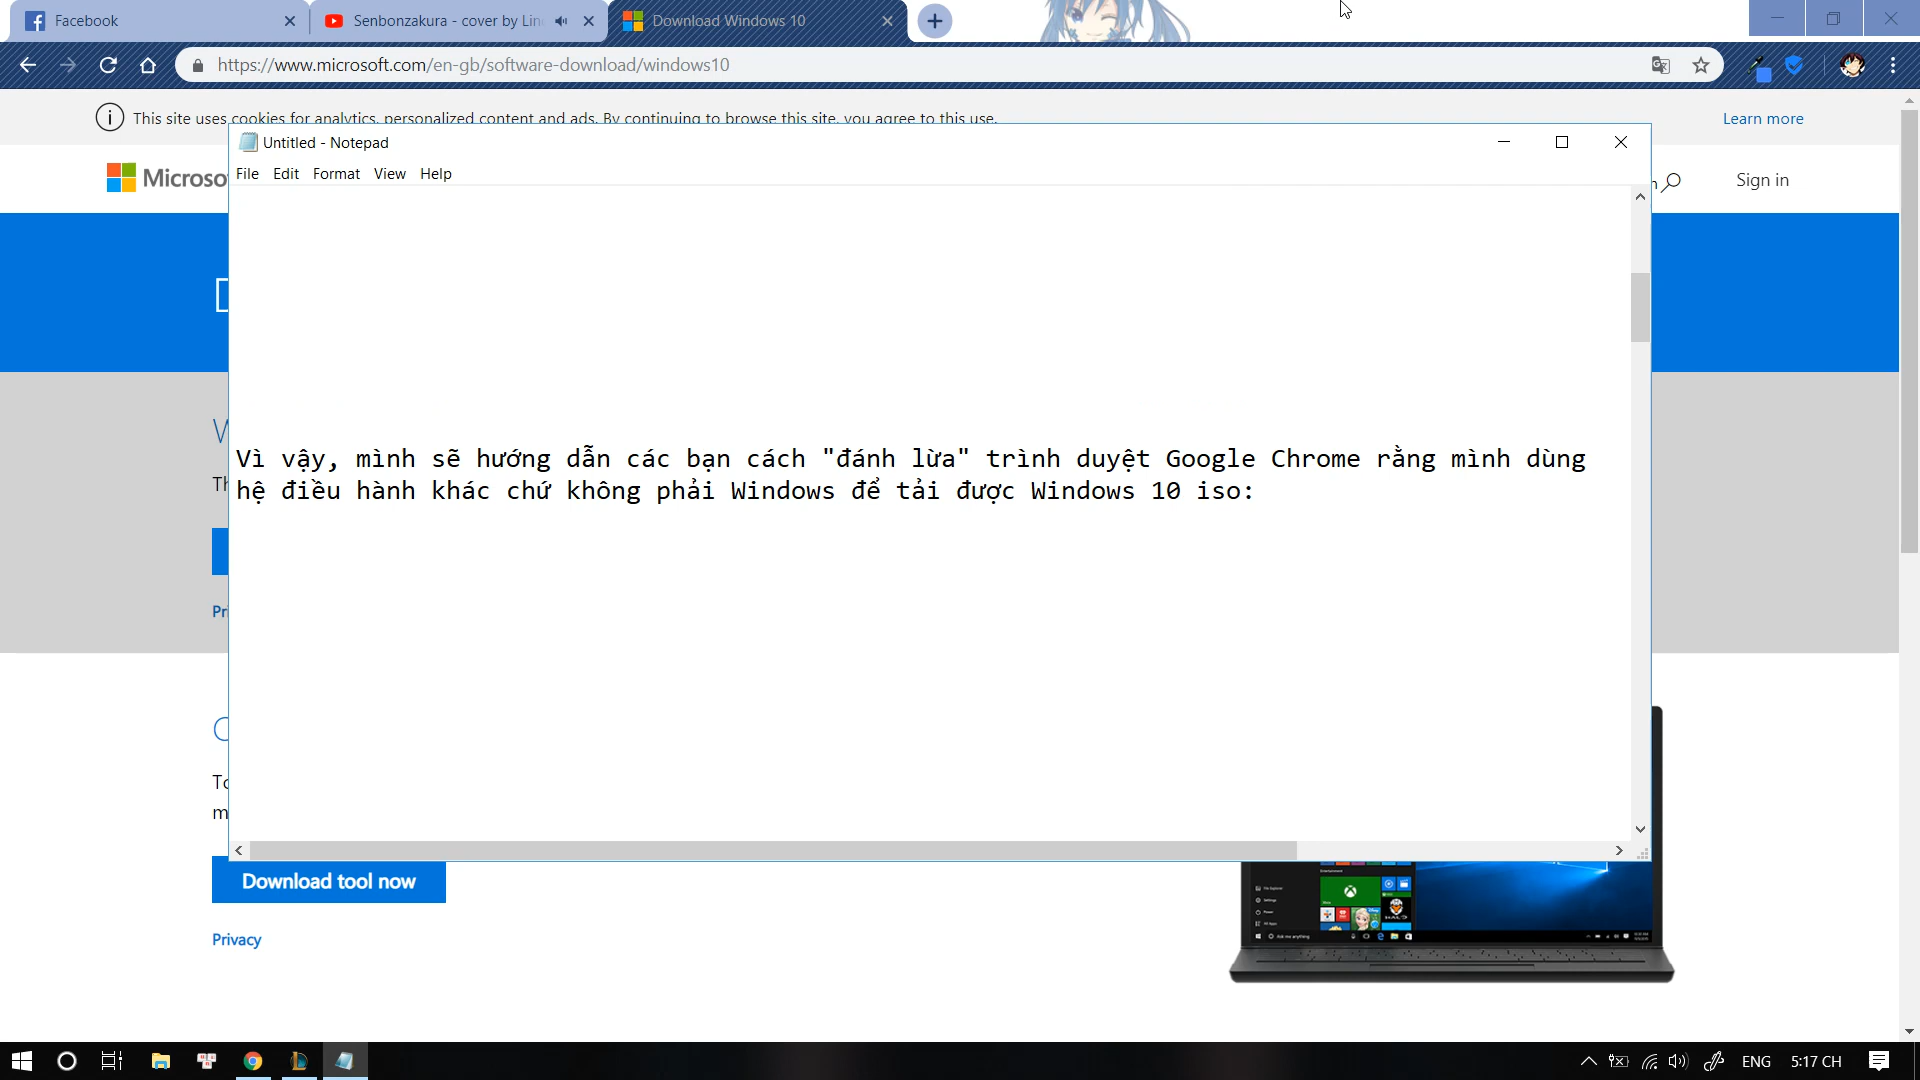 Facebook
Senbonzakura - cover by Lin
Download Windows 10
https://www.microsoft.com/en-gb/software-download/windows10
This site uses cookies for analytics, personalized content and ads. By continuing to browse this site, you agree to this use.
Learn more
Untitled - Notepad
File Edit Format View Help
Sign in
Vì vậy, mình sẽ hướng dẫn các bạn cách "đánh lừa" trình duyệt Google Chrome rằng mình dùng
hệ điều hành khác chứ không phải Windows để tải được Windows 10 iso:
Download tool now
Privacy
ENG 5:17 CH